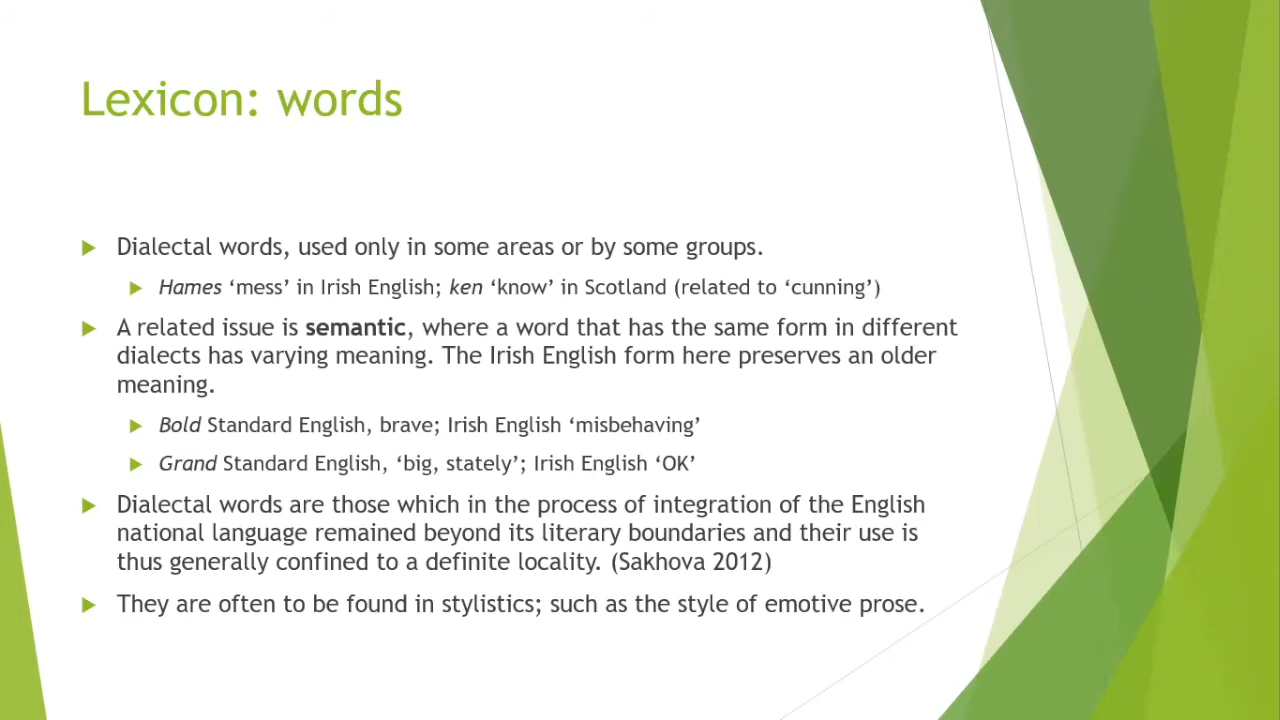 Lexicon: words
Dialectal words, used only in some areas or by some groups.
Hames ‘mess’ in Irish English; ken ‘know’ in Scotland (related to ‘cunning’)
A related issue is semantic, where a word that has the same form in different
dialects has varying meaning. The Irish English form here preserves an older
meaning.
Bold Standard English, brave; Irish English ‘misbehaving’
Grand Standard English, ‘big, stately’; Irish English ‘OK’
Dialectal words are those which in the process of integration of the English
national language remained beyond its literary boundaries and their use is
thus generally confined to a definite locality. (Sakhova 2012)
They are often to be found in stylistics; such as the style of emotive prose.